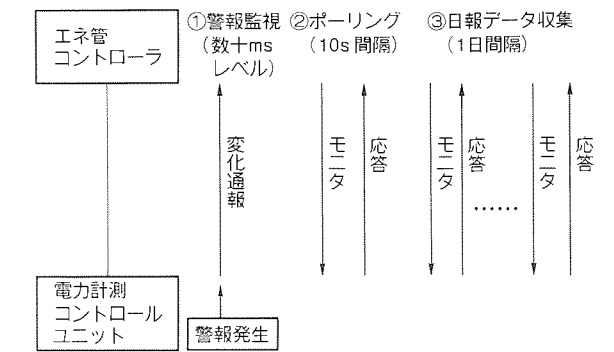 エネ管
コントローラ
①警報監視
(数十ms
レベル)
②ポーリング
(10s間隔)
③日報データ収集
(1日間隔)
変化通報
モニタ
応答
モニタ
応答
……
モニタ
応答
電力計測
コントロール
ユニット
警報発生